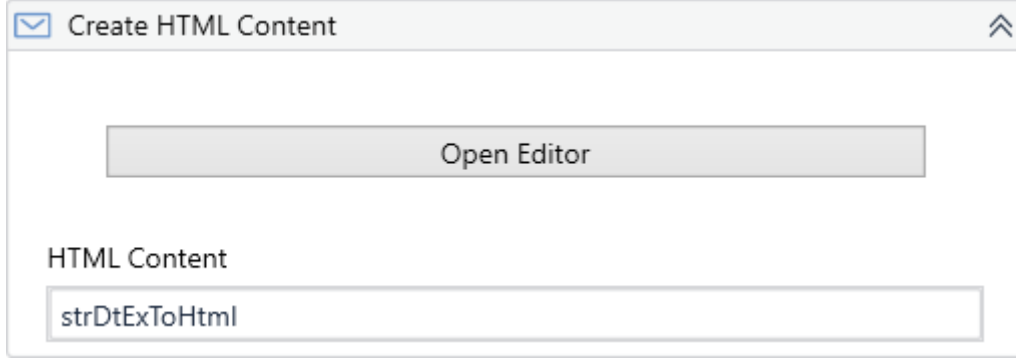 Create HTML Content
Open Editor
HTML Content
strDtExToHtml